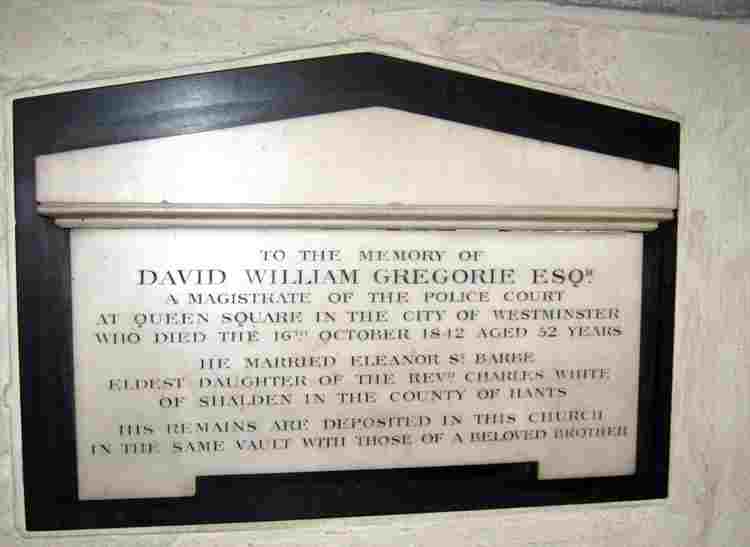 TO THE MEMORY OF
DAVID WILLIAM GREGORIE ESQR.
A MAGISTRATE OF THE POLICE COURT
AT QUEEN SQUARE IN THE CITY OF WESTMINSTER
WHO DIED THE 16TH OCTOBER 1842 AGED 52 YEARS
HE MARRIED ELEANOR ST BARBE
ELDEST DAUGHTER OF THE REVD CHARLES WHITE,
OF SHALDEN IN THE COUNTY OF HANTS
HIS REMAINS ARE DEPOSITED IN THIS CHURCH
IN THE SAME VAULT WITH THOSE OF A BELOVED BROTHER